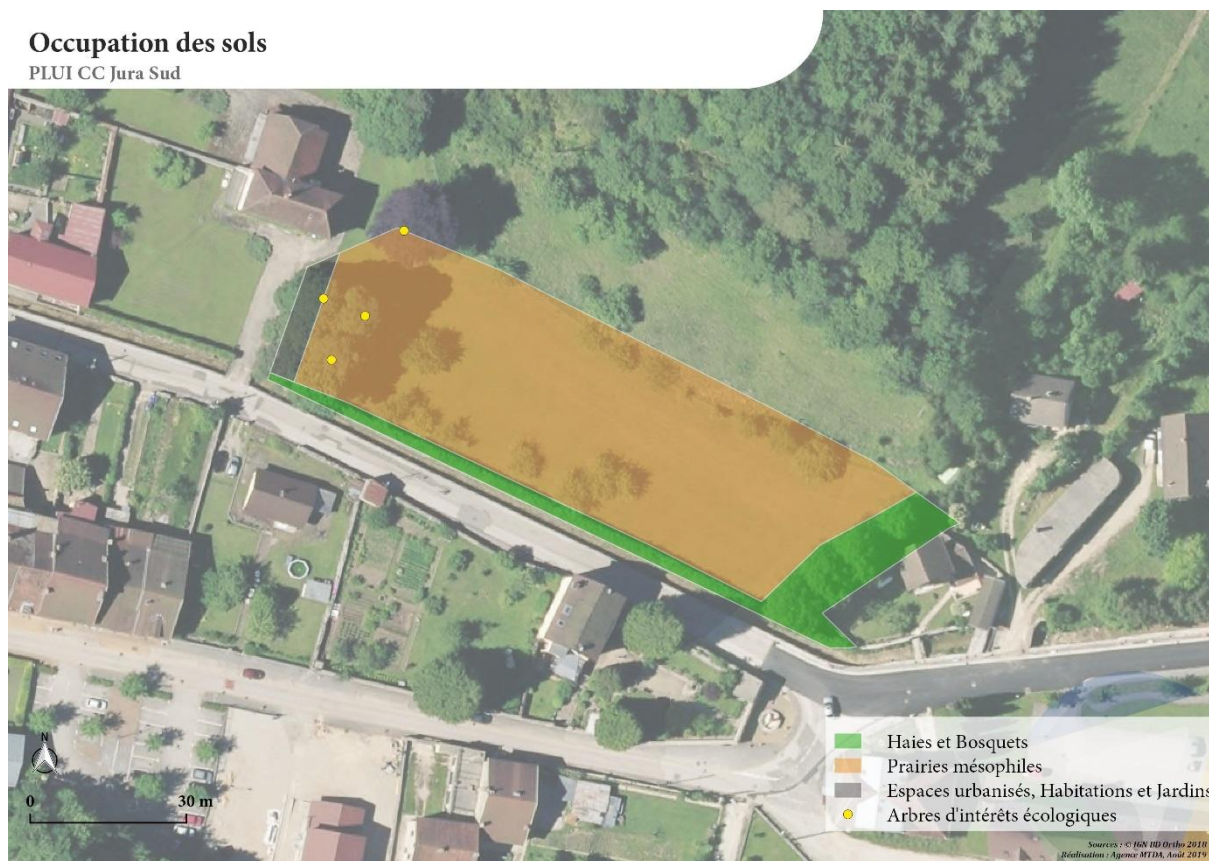 Occupation des sols
PLUI CC Jura Sud
Haies et Bosquets
Prairies mésophiles
Espaces urbanisés, Habitations et Jardins
Arbres d'intérêts écologiques
N
0 30 m
Sources : © IGN BD Ortho 2018
Réalisation : Agence MTDA, Août 2019